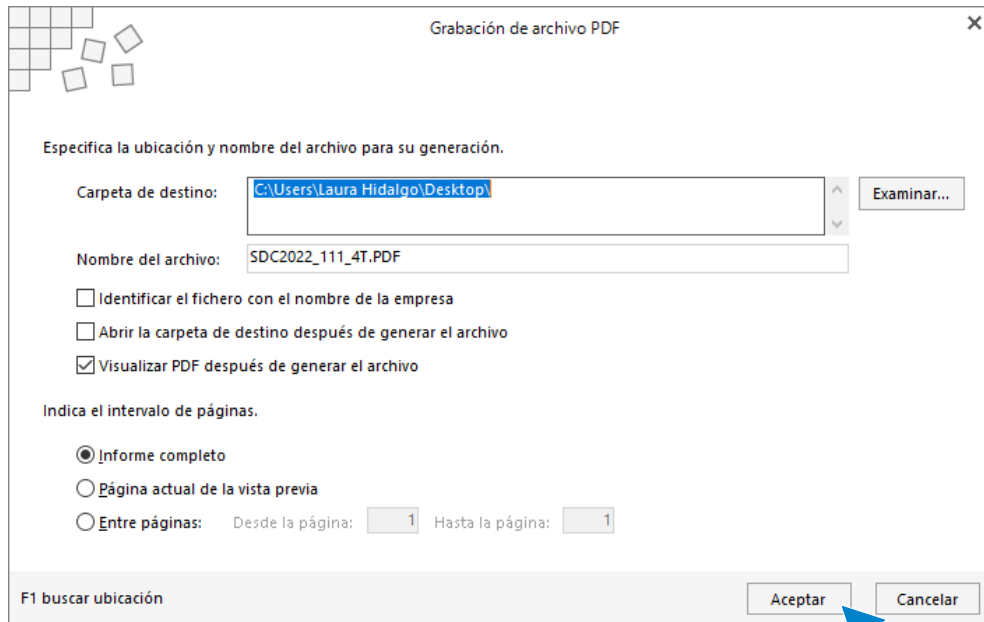 Grabación de archivo PDF
Especifica la ubicación y nombre del archivo para su generación.
Carpeta de destino: C:\Users\Laura Hidalgo\Desktop\ Examinar...
Nombre del archivo: SDC2022_111_4T.PDF
Identificar el fichero con el nombre de la empresa
Abrir la carpeta de destino después de generar el archivo
Visualizar PDF después de generar el archivo
Indica el intervalo de páginas.
Informe completo
Página actual de la vista previa
Entre páginas: Desde la página: 1 Hasta la página: 1
F1 buscar ubicación Aceptar Cancelar